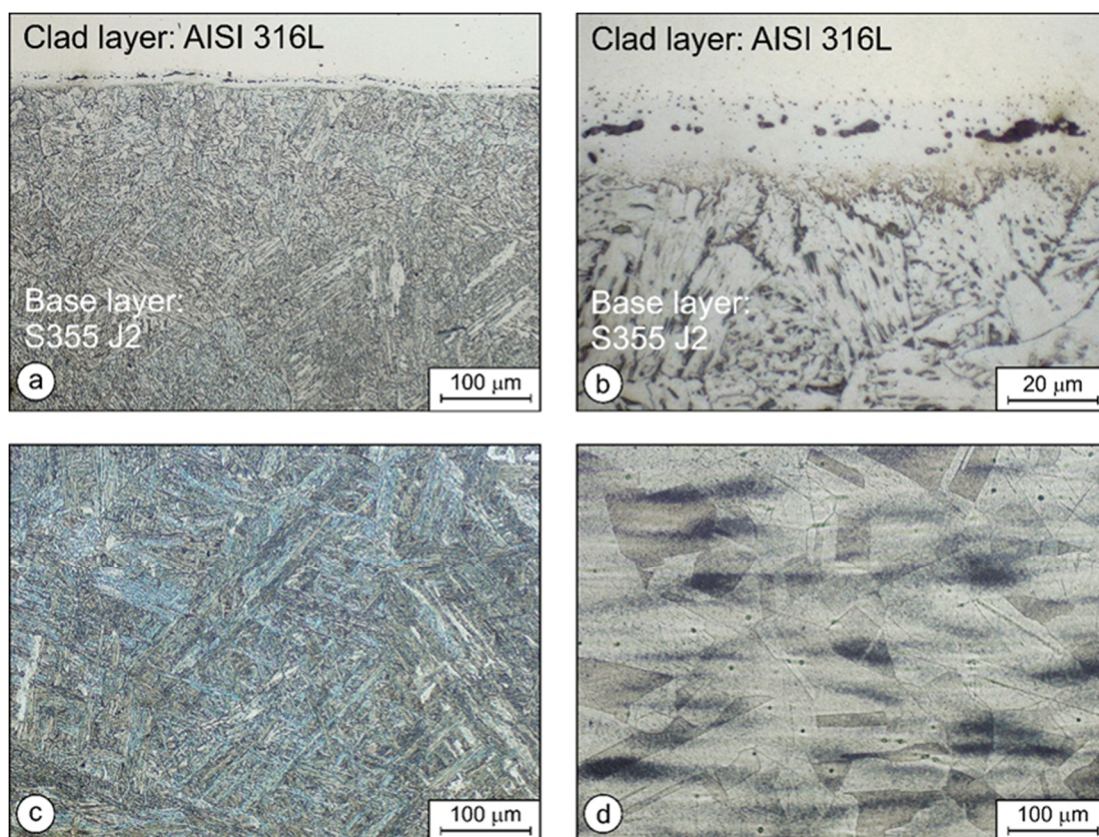 Clad layer: AISI 316L
Base layer:
S355 J2
a
100 μm
Clad layer: AISI 316L
Base layer:
S355 J2
b
20 μm
c
100 μm
d
100 μm